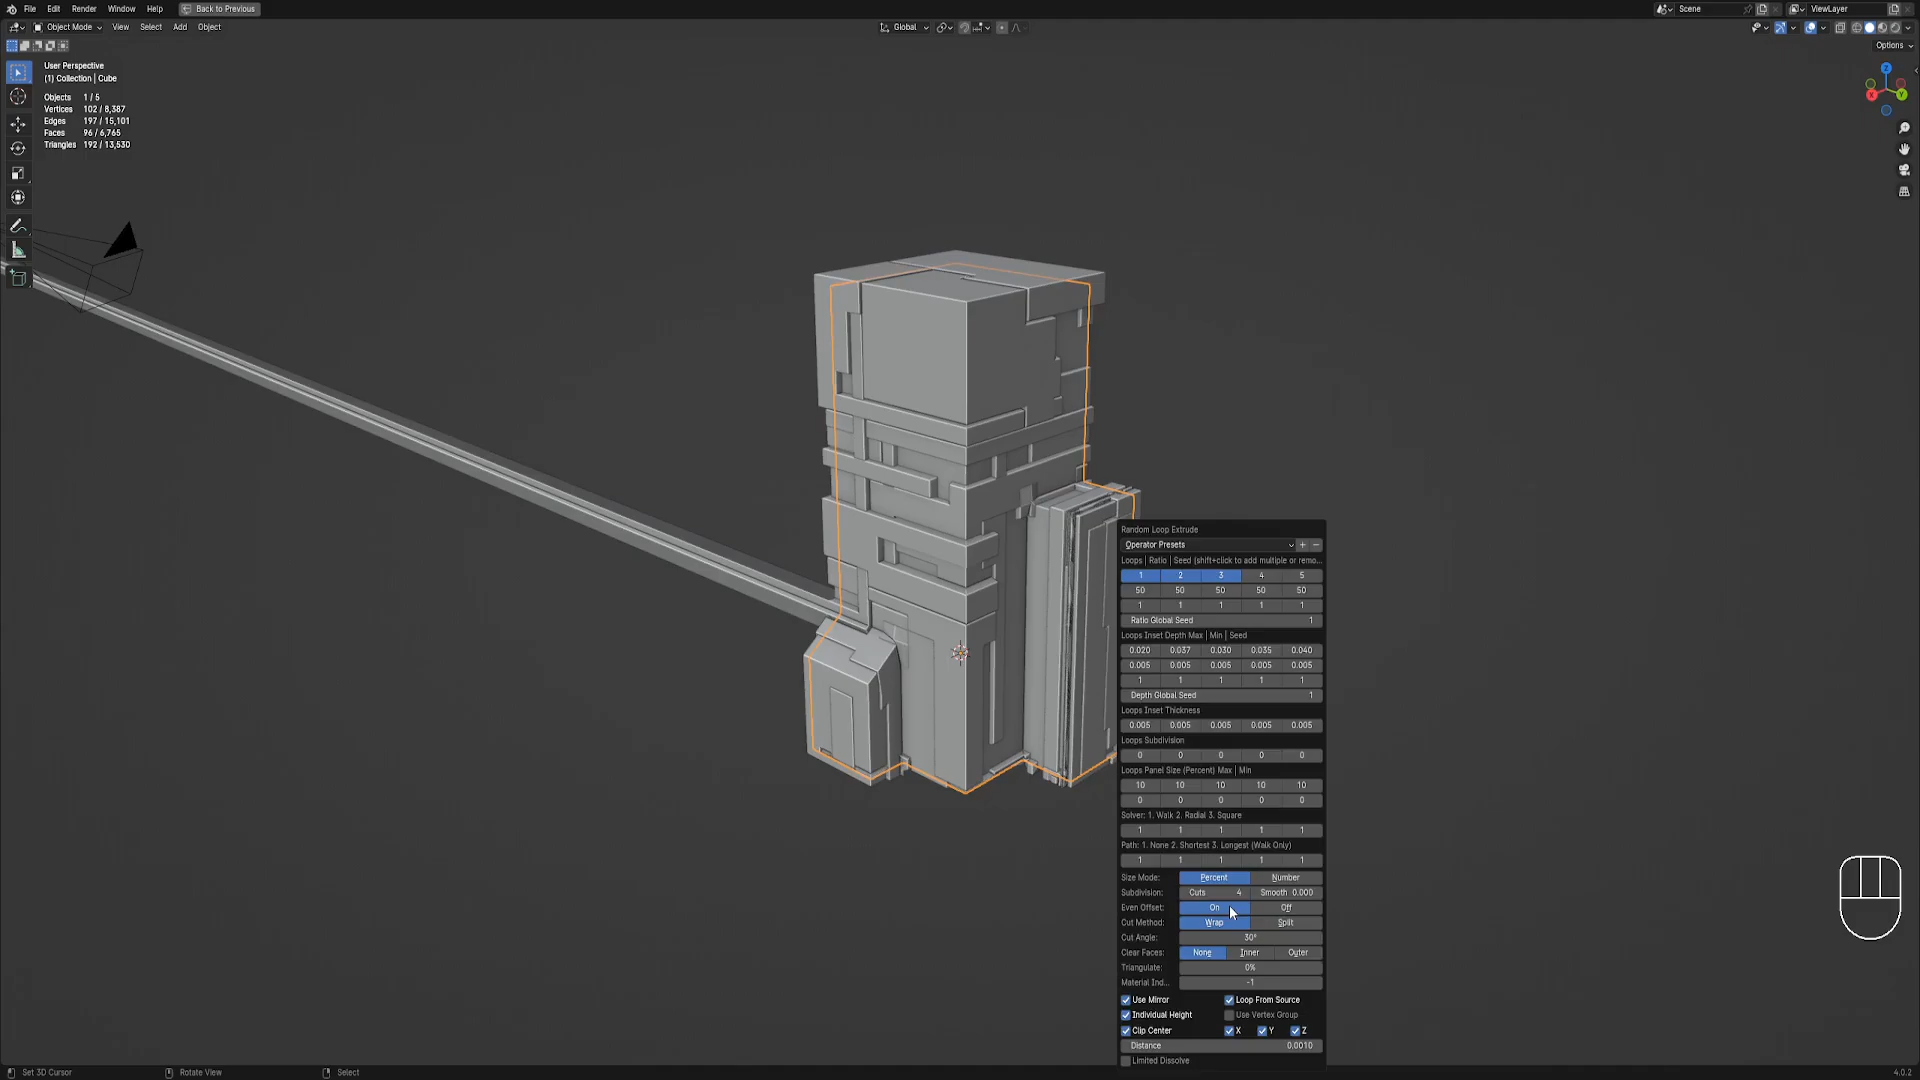 File Edit Render Window Help Back to Previous Scene ViewLayer
Object Mode View Select Add Object Global
Options
User Perspective
(1) Collection | Cube
Objects 1 / 5
Vertices 102 / 8,387
Edges 197 / 15,101
Faces 96 / 6,765
Triangles 192 / 13,530
Z
X Y
Random Loop Extrude
Operator Presets
Loops | Ratio | Seed (shift+click to add multiple or remo...
1 2 3 4 5
50 50 50 50 50
1 1 1 1 1
Ratio Global Seed 1
Loops Inset Depth Max | Min | Seed
0.020 0.037 0.030 0.035 0.040
0.005 0.005 0.005 0.005 0.005
1 1 1 1 1
Depth Global Seed 1
Loops Inset Thickness
0.005 0.005 0.005 0.005 0.005
Loops Subdivision
0 0 0 0 0
Loops Panel Size (Percent) Max | Min
10 10 10 10 10
0 0 0 0 0
Solver: 1. Walk 2. Radial 3. Square
1 1 1 1 1
Path: 1. None 2. Shortest 3. Longest (Walk Only)
1 1 1 1 1
Size Mode: Percent Number
Subdivision: Cuts 4 Smooth 0.000
Even Offset: On Off
Cut Method: Wrap Split
Cut Angle: 30°
Clear Faces: None Inner Outer
Triangulate: 0%
Material Ind... -1
Use Mirror Loop From Source
Individual Height Use Vertex Group
Clip Center X Y Z
Distance 0.0010
Limited Dissolve
Set 3D Cursor Rotate View Select 4.0.2